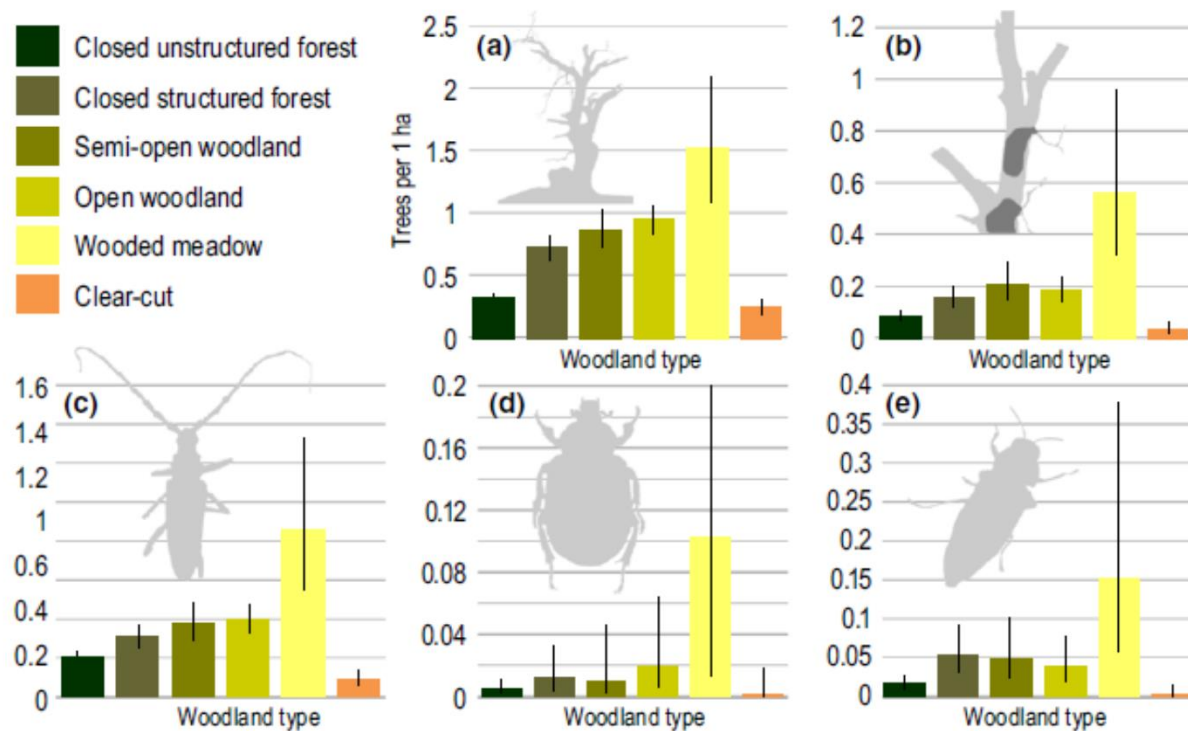 Closed unstructured forest
Closed structured forest
Semi-open woodland
Open woodland
Wooded meadow
Clear-cut
(a)
Trees per 1 ha
2.5
2
1.5
1
0.5
0
Woodland type
(b)
1.2
1
0.8
0.6
0.4
0.2
0
Woodland type
(c)
1.6
1.4
1.2
1
0.6
0.4
0.2
0
Woodland type
(d)
0.2
0.16
0.12
0.08
0.04
0
Woodland type
(e)
0.4
0.35
0.3
0.25
0.2
0.15
0.1
0.05
0
Woodland type